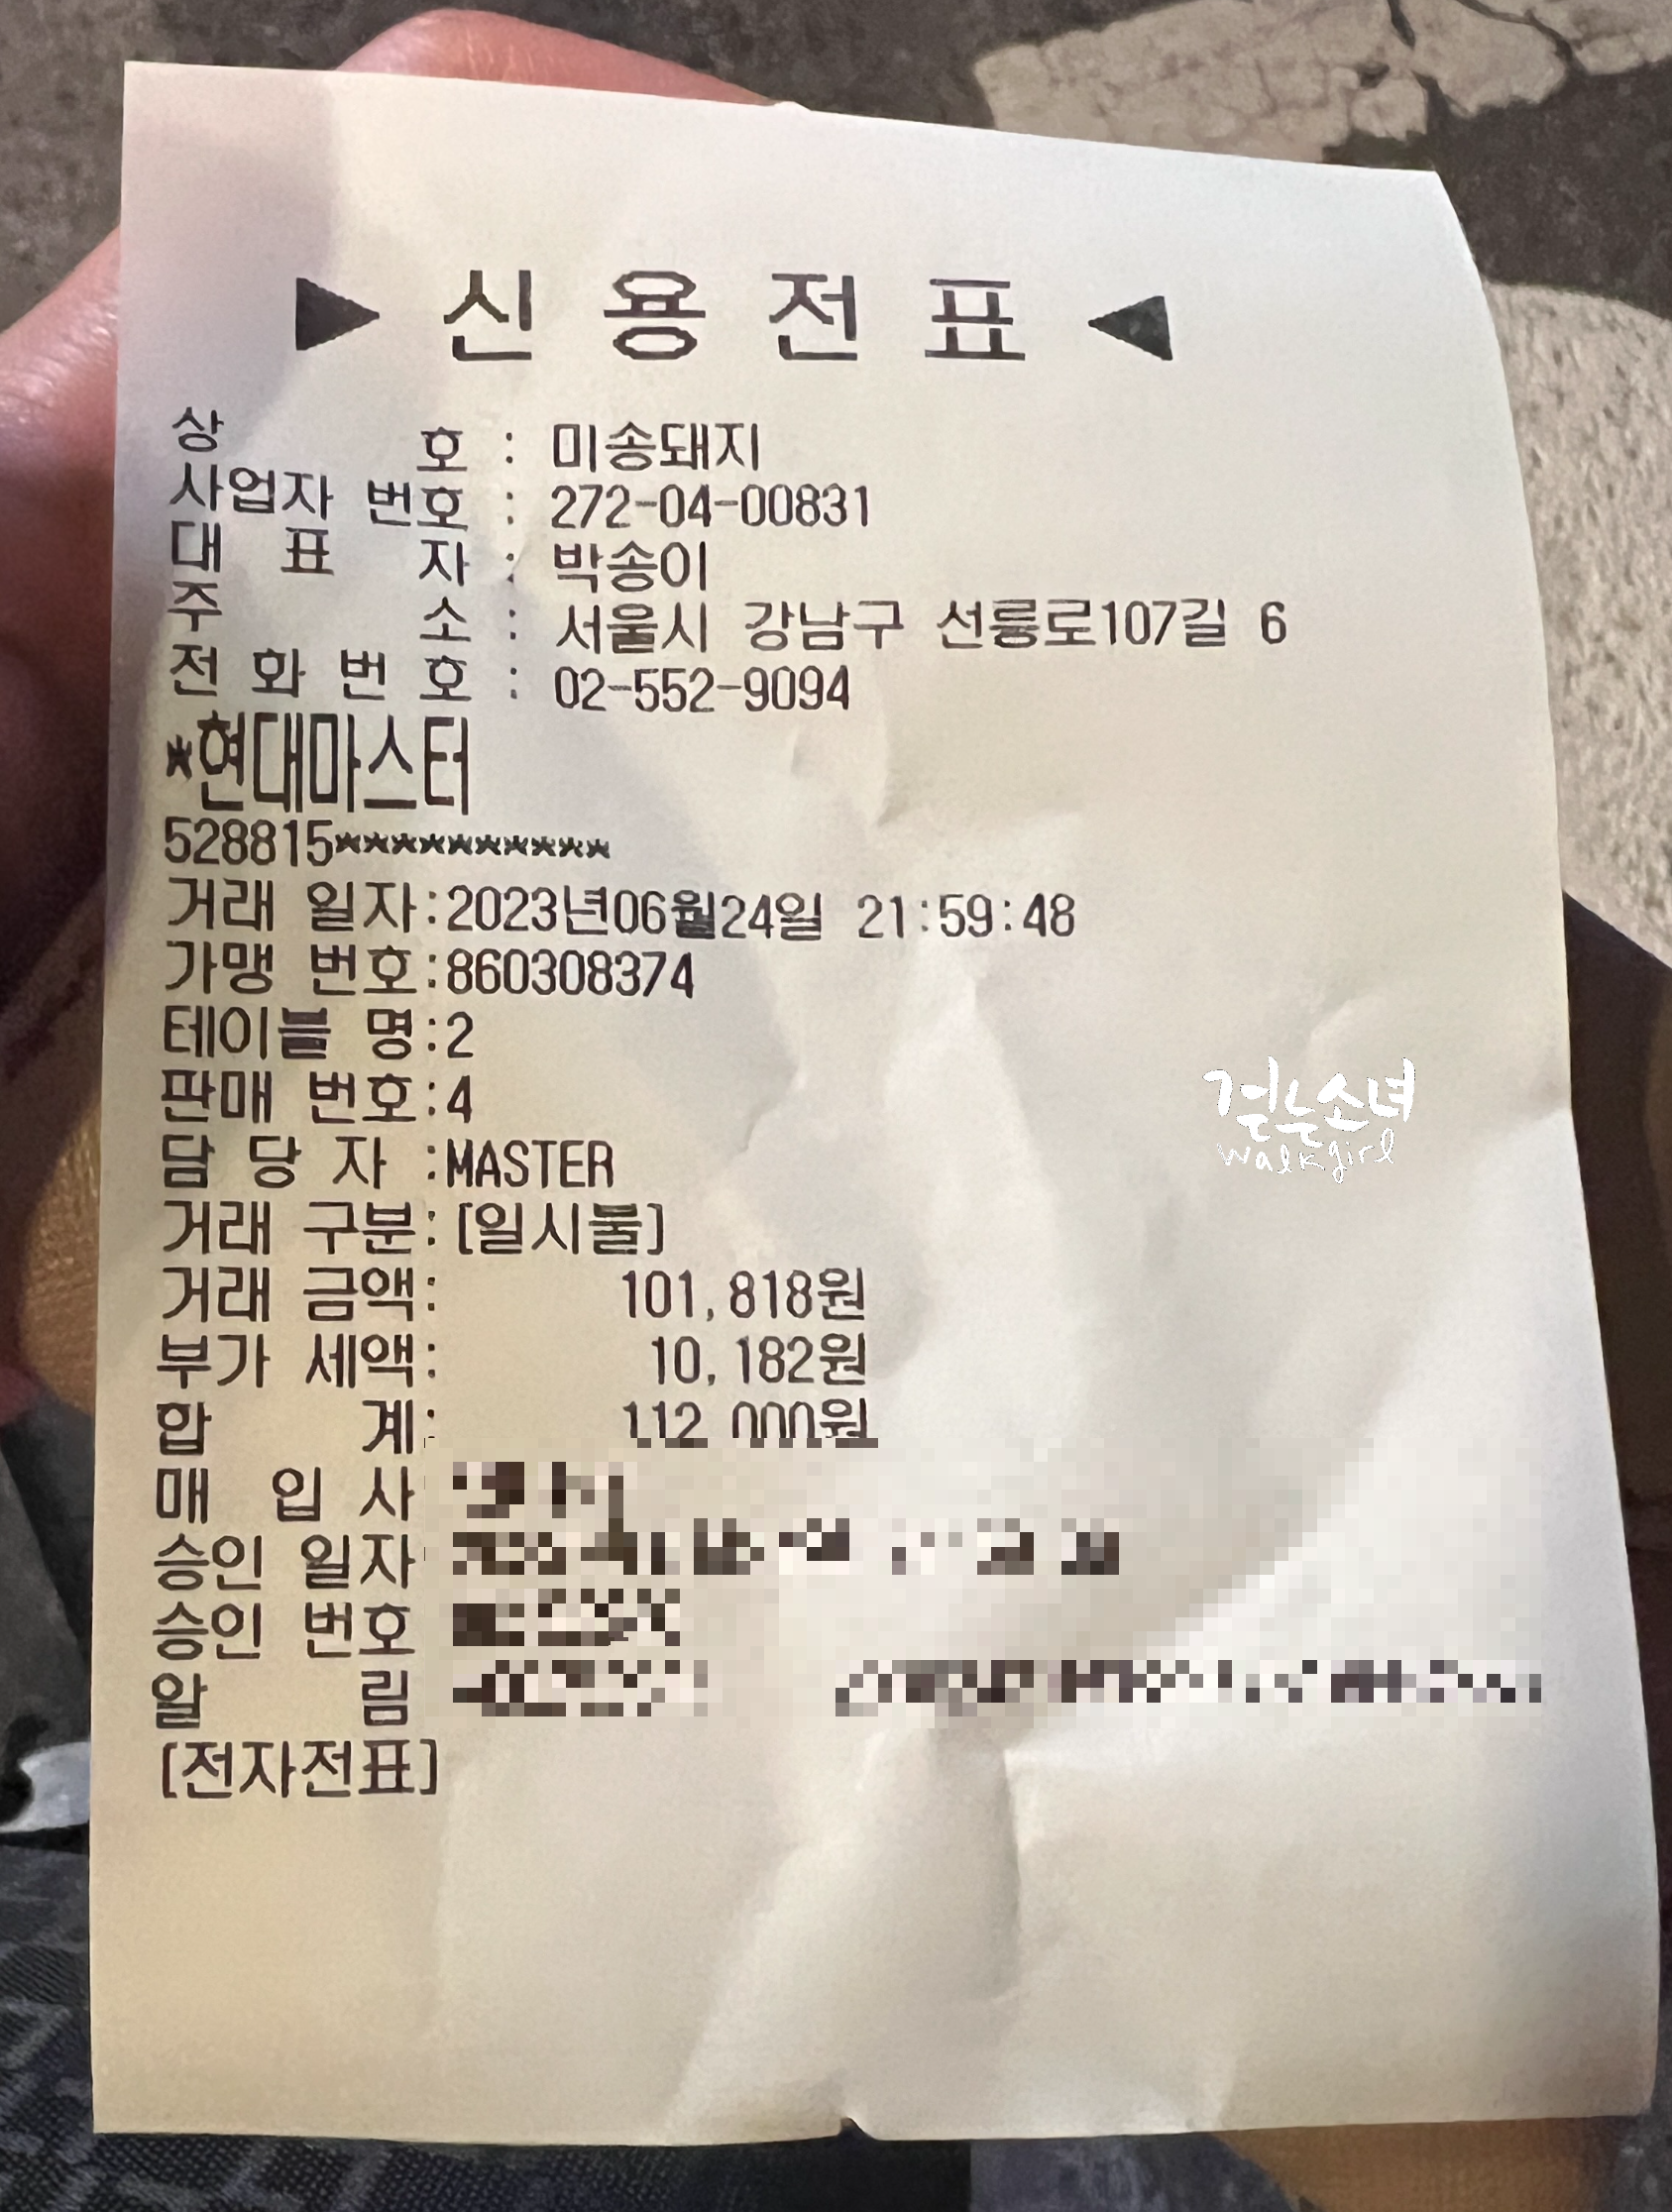 ▶ 신 용 전 표 ◀
상 호 : 미송돼지
사업자 번호 : 272-04-00831
대 표 자 : 박송이
주 소 : 서울시 강남구 선릉로107길 6
전 화 번 호 : 02-552-9094
*현대마스터
528815**********
거래 일자:2023년06월24일 21:59:48
가맹 번호:860308374
테이블 명:2
판매 번호:4
담 당 자 :MASTER
거래 구분:[일시불]
거래 금액: 101,818원
부가 세액: 10,182원
합 계: 112,000원
매 입 사
승인 일자
승인 번호
알 림
[전자전표]
걷는소녀
walkgirl